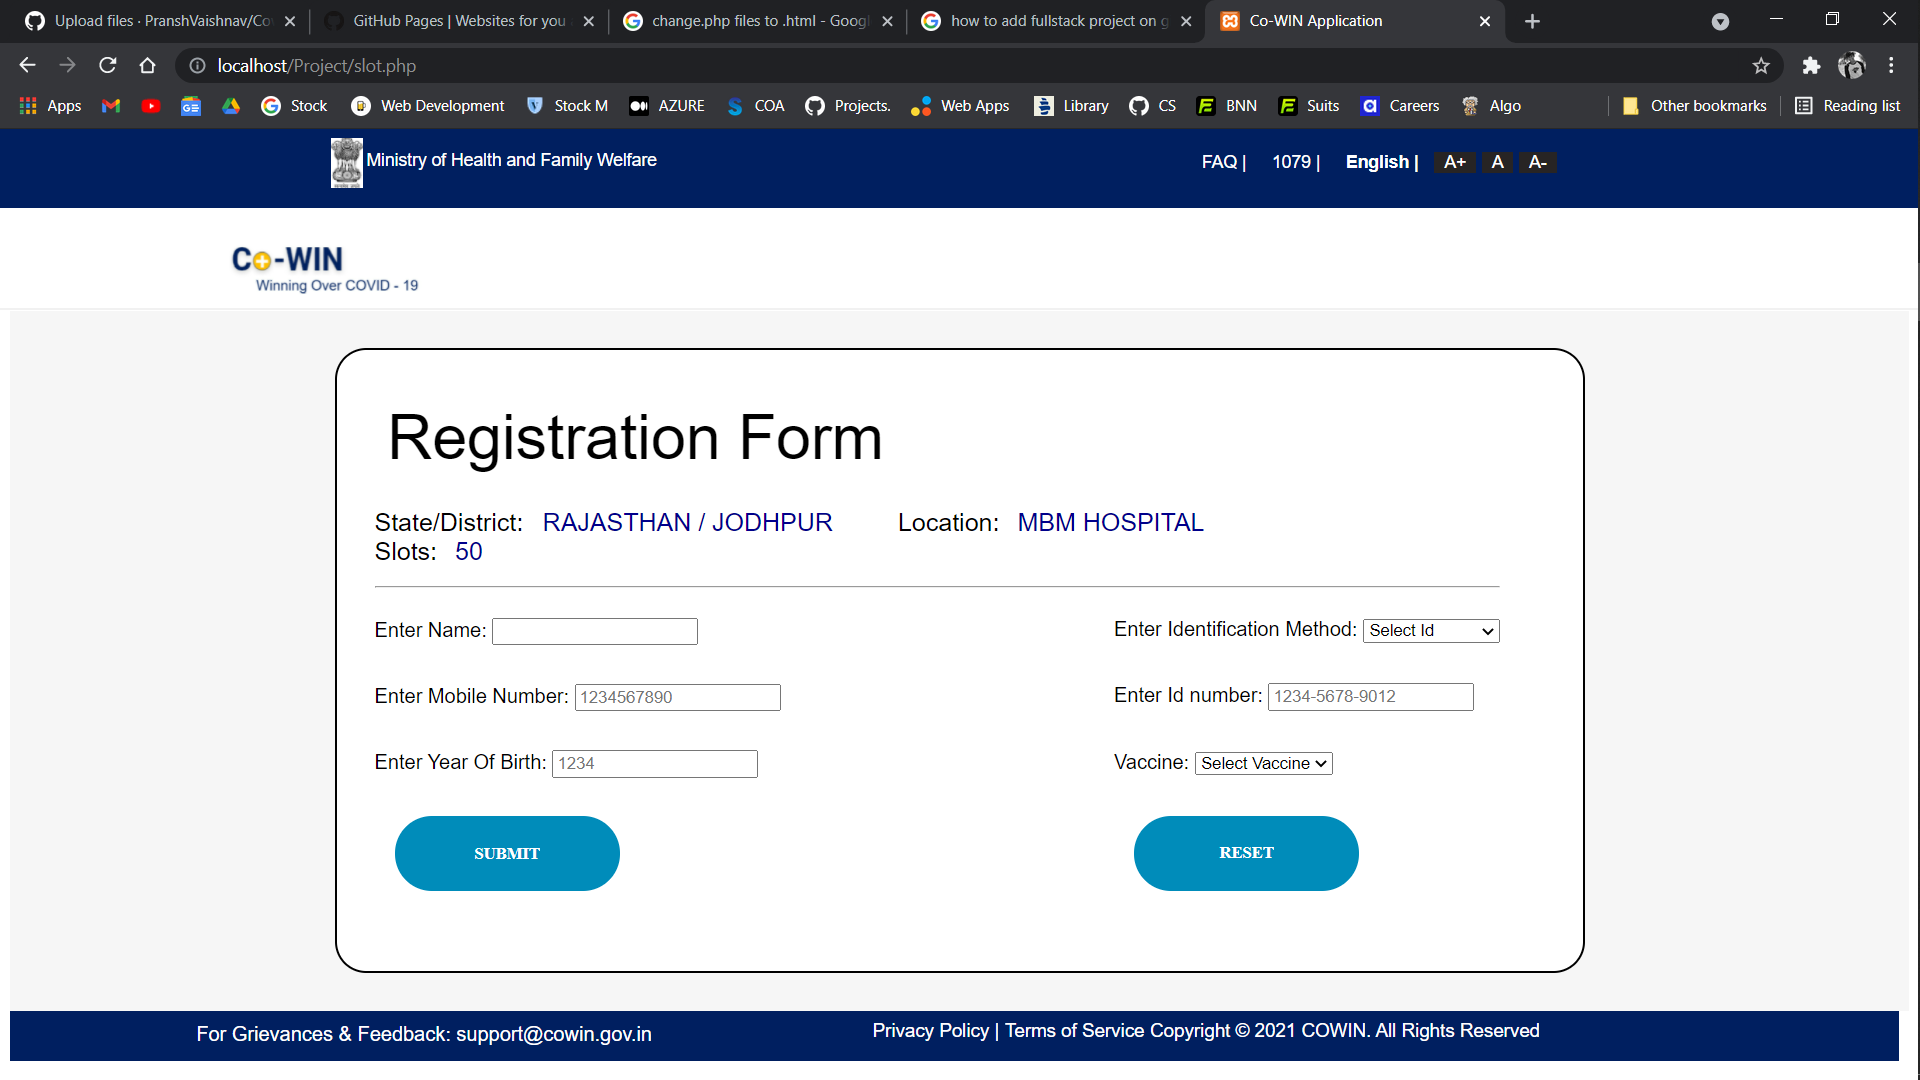 Upload files · PranshVaishnav/Co
GitHub Pages | Websites for you
change.php files to .html - Googl
how to add fullstack project on g
Co-WIN Application
localhost/Project/slot.php
Apps
Stock
Web Development
Stock M
AZURE
COA
Projects.
Web Apps
Library
CS
BNN
Suits
Careers
Algo
Other bookmarks
Reading list
Ministry of Health and Family Welfare
FAQ | 1079 | English | A+ A A-
Co-WIN
Winning Over COVID - 19
Registration Form
State/District: RAJASTHAN / JODHPUR Location: MBM HOSPITAL
Slots: 50
Enter Name:
Enter Identification Method: Select Id
Enter Mobile Number: 1234567890
Enter Id number: 1234-5678-9012
Enter Year Of Birth: 1234
Vaccine: Select Vaccine
SUBMIT
RESET
For Grievances & Feedback: support@cowin.gov.in
Privacy Policy | Terms of Service Copyright © 2021 COWIN. All Rights Reserved